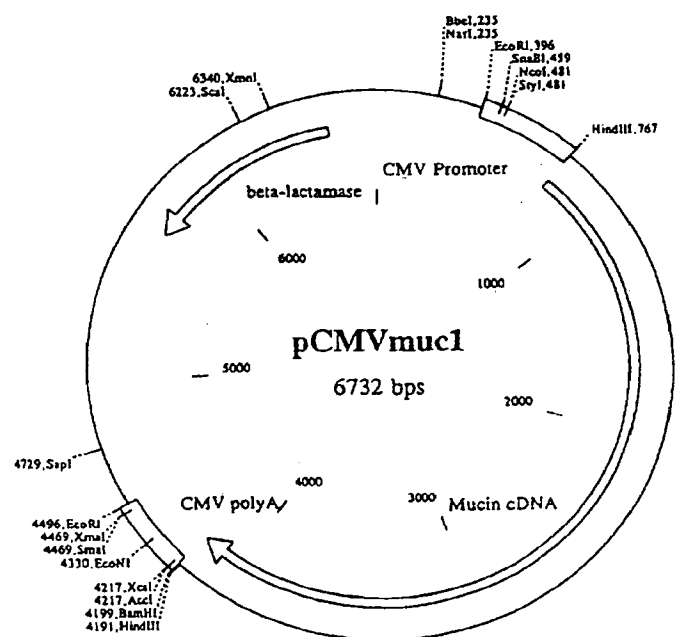 BbeI,235
NarI,235
EcoRI,396
SnaBI,459
NcoI,481
StyI,481
HindIII,767
6340,XmnI
6223,ScaI
CMV Promoter
beta-lactamase
6000
1000
pCMVmuc1
6732 bps
5000
2000
4729,SapI
CMV polyA
4000
3000
Mucin cDNA
4496,EcoRI
4469,XmaI
4469,SmaI
4330,EcoNI
4217,XcaI
4217,AccI
4199,BamHI
4191,HindIII